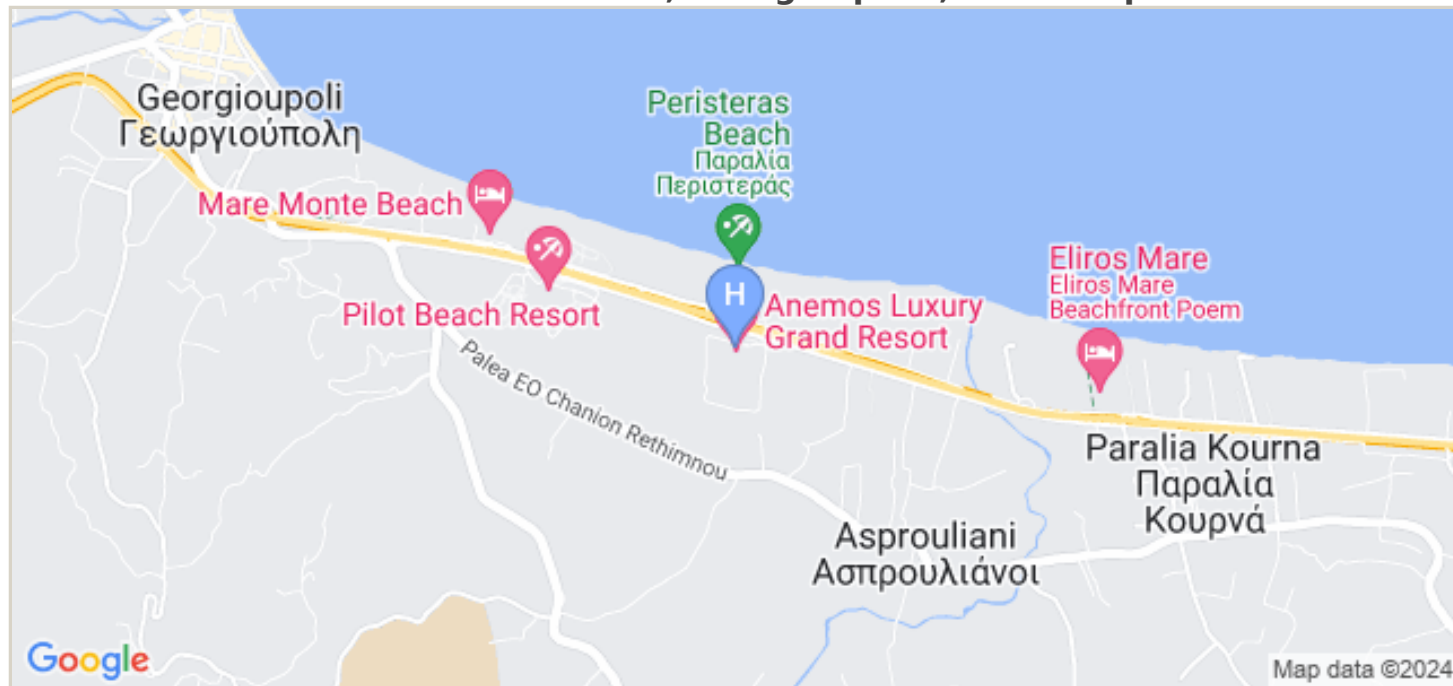 Georgioupoli
Γεωργιούπολη
Peristeras
Beach
Παραλία
Περιστεράς
Mare Monte Beach
Pilot Beach Resort
H
Anemos Luxury
Grand Resort
Eliros Mare
Eliros Mare
Beachfront Poem
Palea EO Chanion Rethimnou
Paralia Kourna
Παραλία
Κουρνά
Asprouliani
Ασπρουλιάνοι
Google
Map data ©2024